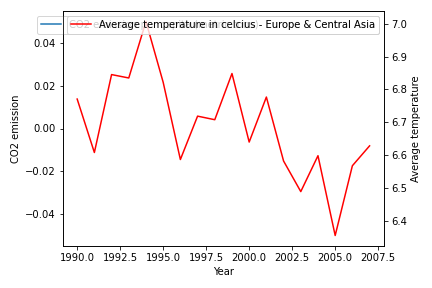 Average temperature in celcius - Europe & Central Asia
0.04
0.02
0.00
−0.02
−0.04
CO2 emission
7.0
6.9
6.8
6.7
6.6
6.5
6.4
Average temperature
1990.0 1992.5 1995.0 1997.5 2000.0 2002.5 2005.0 2007.5
Year